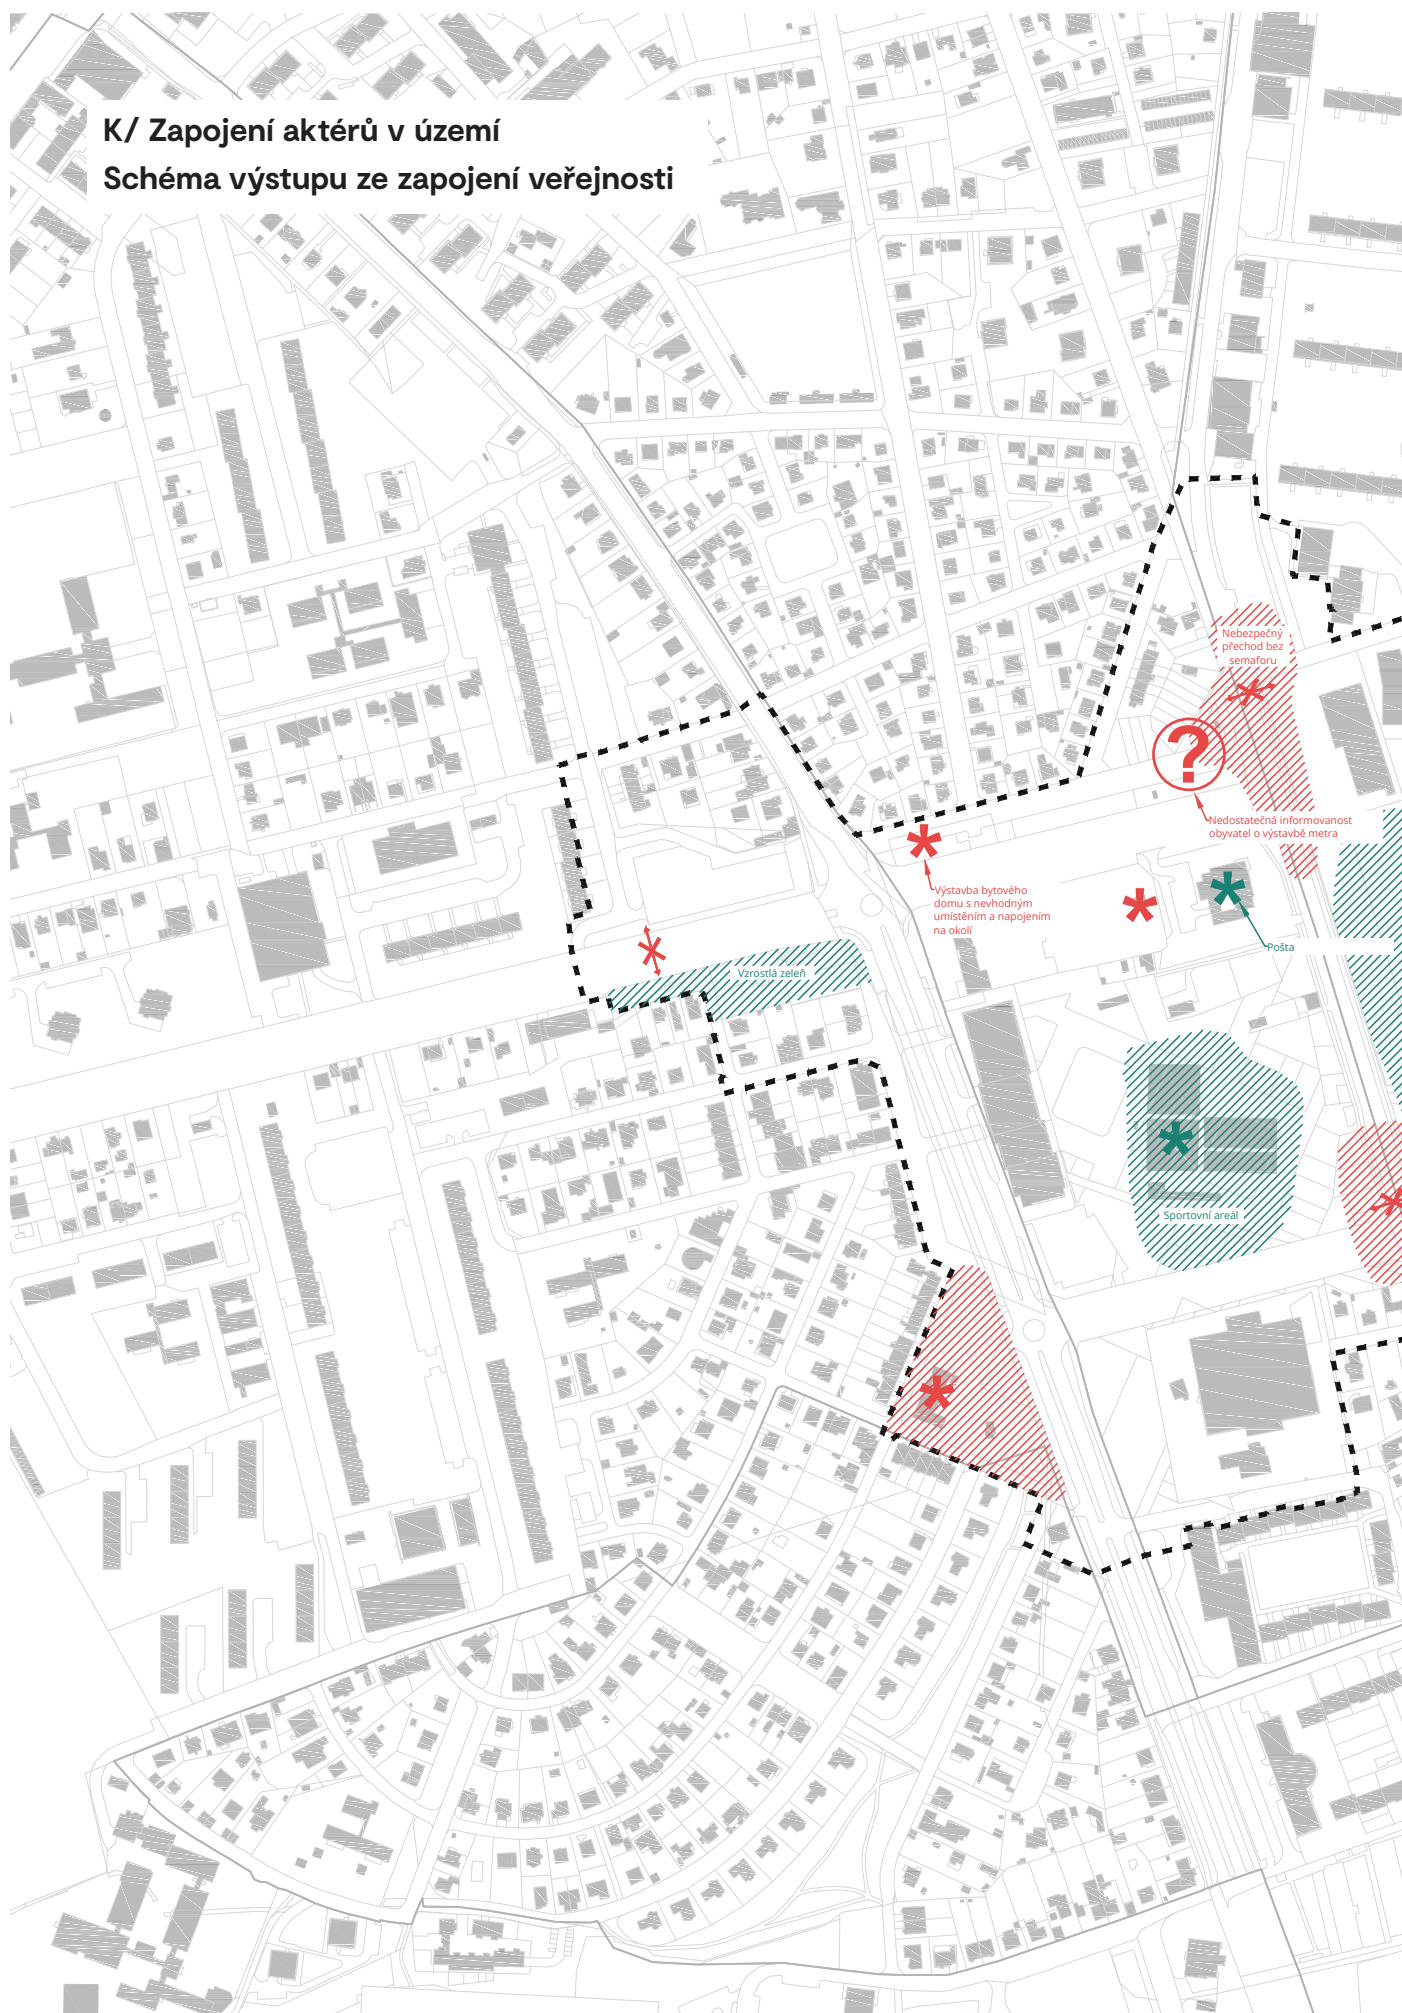 K/ Zapojení aktérů v území
Schéma výstupu ze zapojení veřejnosti
Nebezpečný
přechod bez
semaforu
?
Nedostatečná informovanost
obyvatel o výstavbě metra
Výstavba bytového
domu s nevhodným
umístěním a napojením
na okolí
Pošta
Vzrostlá zeleň
Sportovní areál